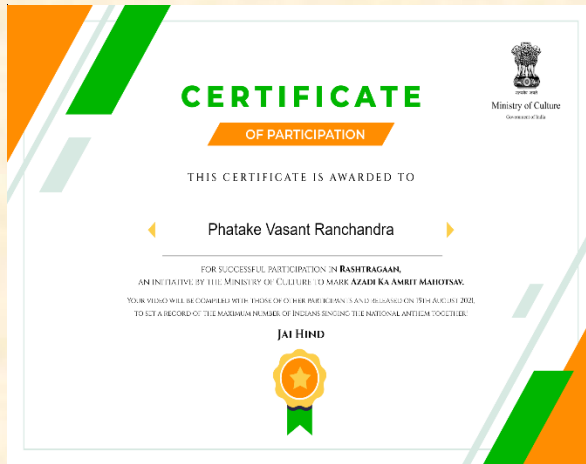 CERTIFICATE
OF PARTICIPATION
Ministry of Culture
Government of India
THIS CERTIFICATE IS AWARDED TO
Phatake Vasant Ranchandra
FOR SUCCESSFUL PARTICIPATION IN RASHTRAGAAN,
AN INITIATIVE BY THE MINISTRY OF CULTURE TO MARK AZADI KA AMRIT MAHOTSAV.
YOUR VIDEO WILL BE COMPILED WITH THOSE OF OTHER PARTICIPANTS AND RELEASED ON 15TH AUGUST 2021,
TO SET A RECORD OF THE MAXIMUM NUMBER OF INDIANS SINGING THE NATIONAL ANTHEM TOGETHER!
JAI HIND